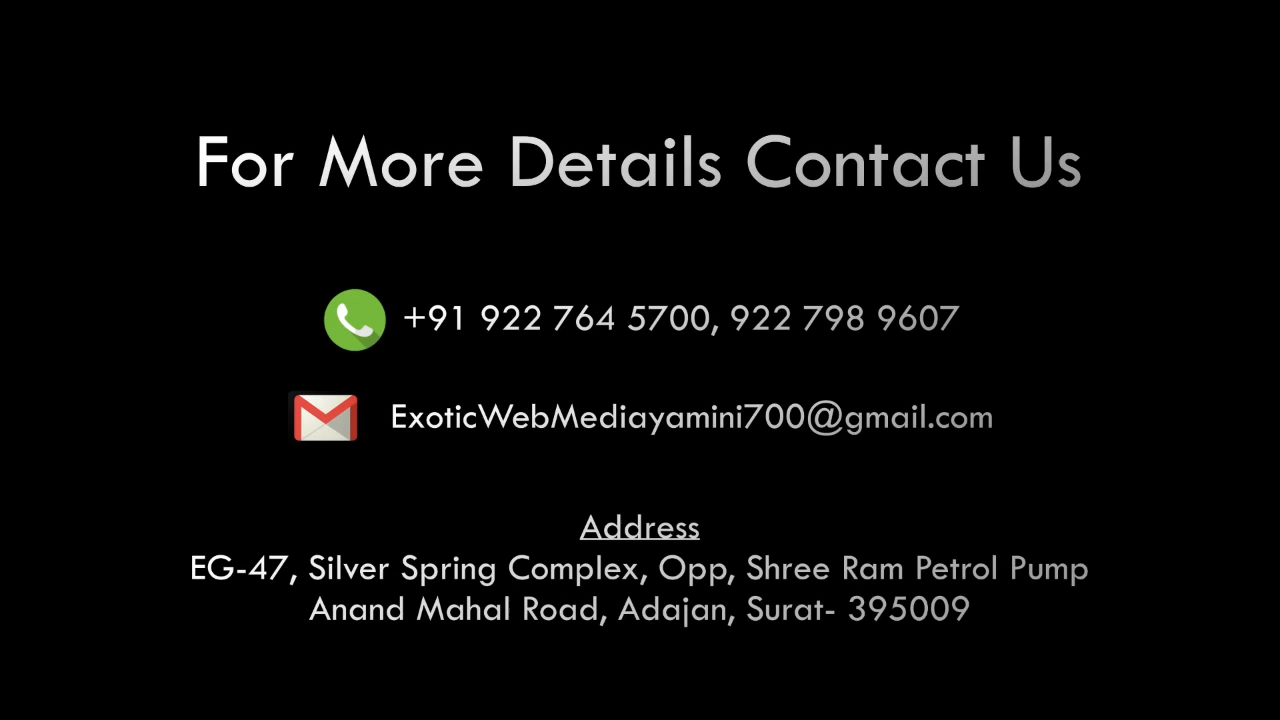 For More Details Contact Us
+91 922 764 5700, 922 798 9607
ExoticWebMediayamini700@gmail.com
Address
EG-47, Silver Spring Complex, Opp, Shree Ram Petrol Pump
Anand Mahal Road, Adajan, Surat- 395009